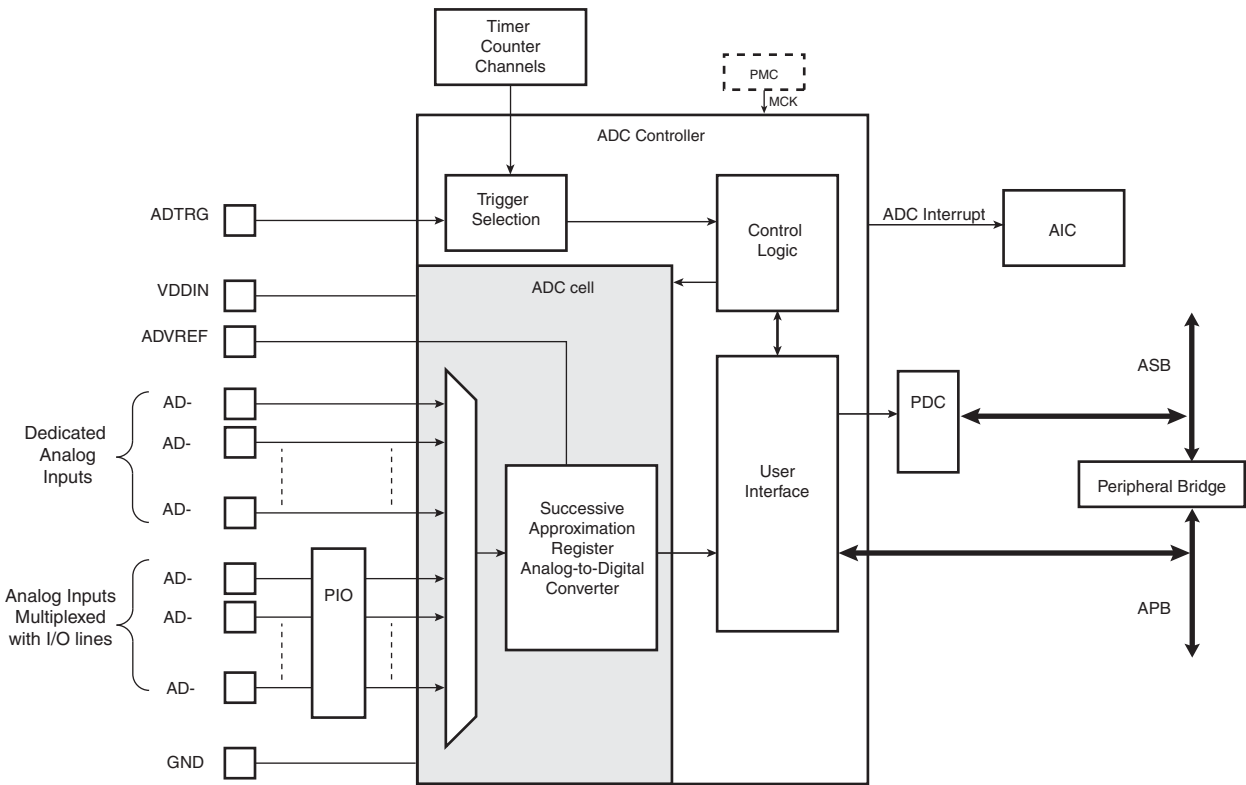 Timer
Counter
Channels
PMC
MCK
ADC Controller
ADTRG
Trigger
Selection
Control
Logic
ADC Interrupt
AIC
VDDIN
ADC cell
ADVREF
ASB
Dedicated
Analog
Inputs
AD-
AD-
AD-
PDC
User
Interface
Peripheral Bridge
Successive
Approximation
Register
Analog-to-Digital
Converter
Analog Inputs
Multiplexed
with I/O lines
AD-
AD-
AD-
PIO
APB
GND